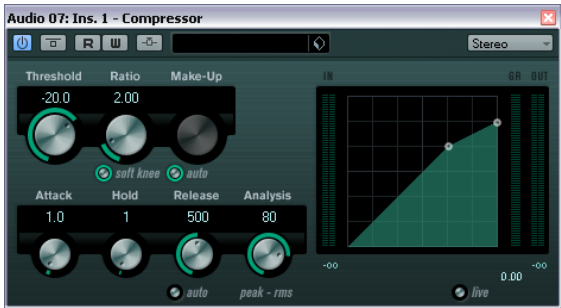 Audio 07: Ins. 1 - Compressor
R W Stereo
Threshold Ratio Make-Up
-20.0 2.00
soft knee auto
Attack Hold Release Analysis
1.0 1 500 80
auto peak - rms
IN GR OUT
-oo -oo
0.00
live